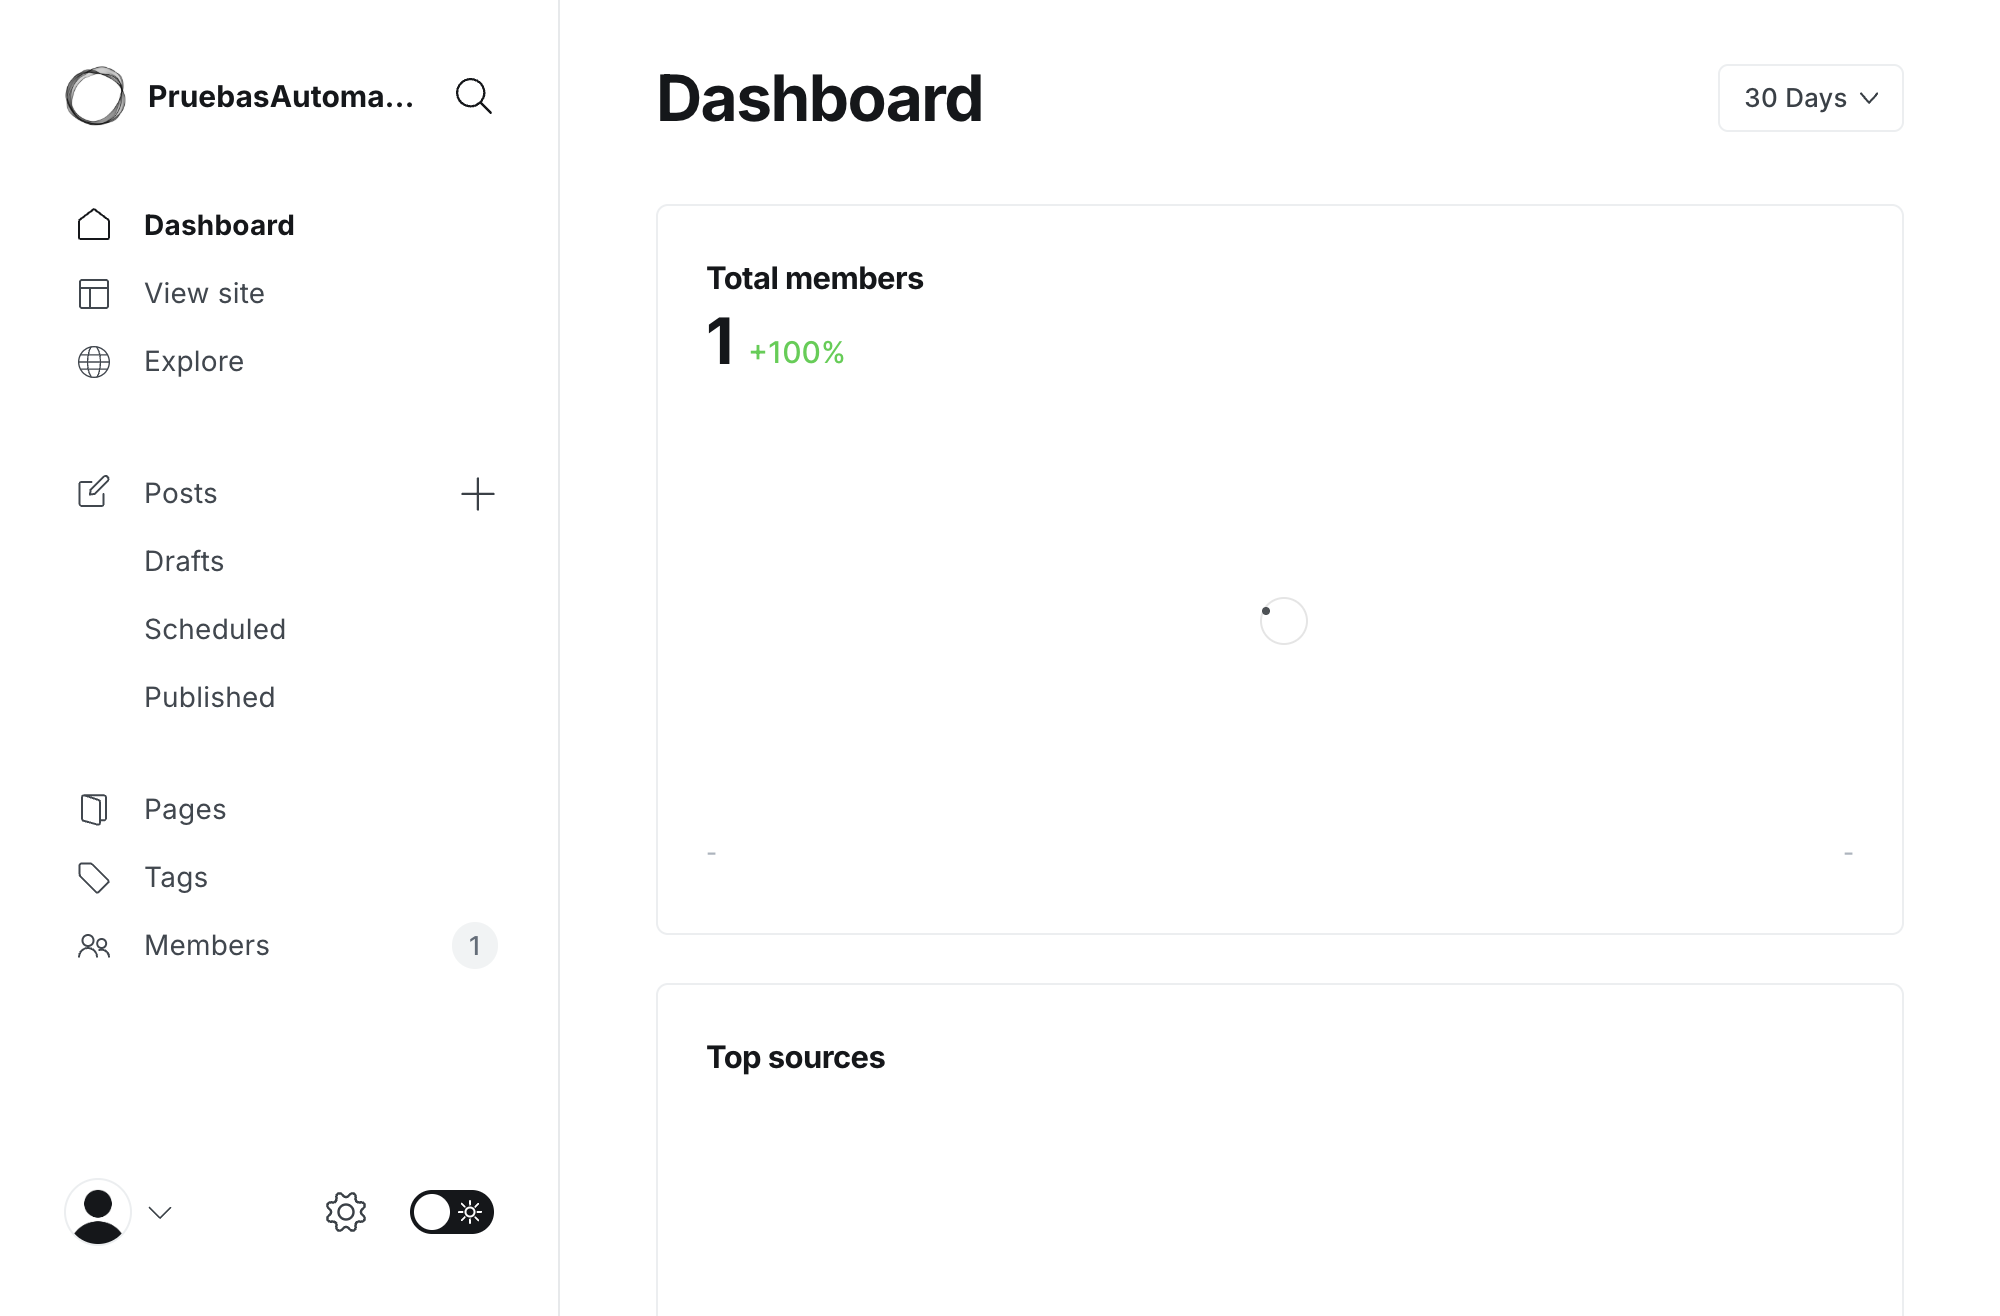 PruebasAutoma...
Dashboard
View site
Explore
Posts
Drafts
Scheduled
Published
Pages
Tags
Members
1
Dashboard
30 Days
Total members
1 +100%
- -
Top sources